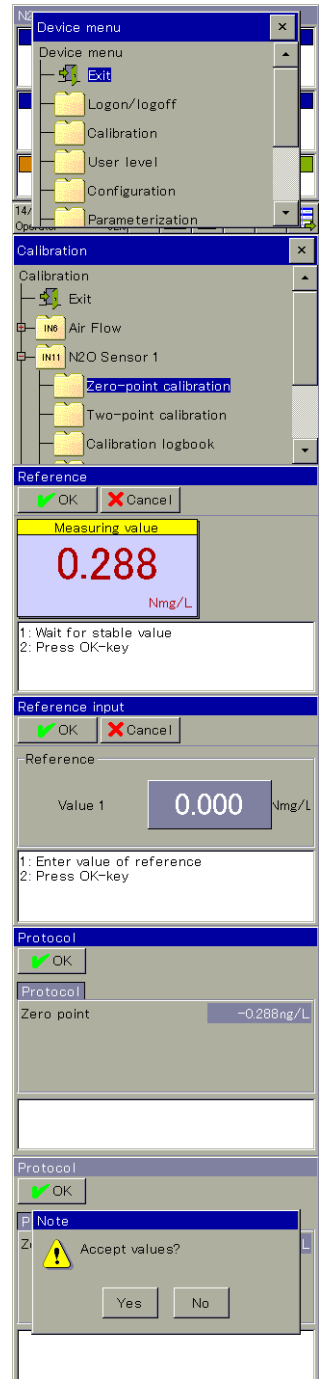 N2
Device menu
Device menu
Exit
Logon/logoff
Calibration
User level
Configuration
Parameterization
14/
Calibration
Calibration
Exit
IN6 Air Flow
IN11 N2O Sensor 1
Zero-point calibration
Two-point calibration
Calibration logbook
Reference
OK Cancel
Measuring value
0.288
Nmg/L
1: Wait for stable value
2: Press OK-key
Reference input
OK Cancel
Reference
Value 1 0.000 Nmg/L
1: Enter value of reference
2: Press OK-key
Protocol
OK
Protocol
Zero point -0.288ng/L
Protocol
OK
P Note
Accept values?
Yes No